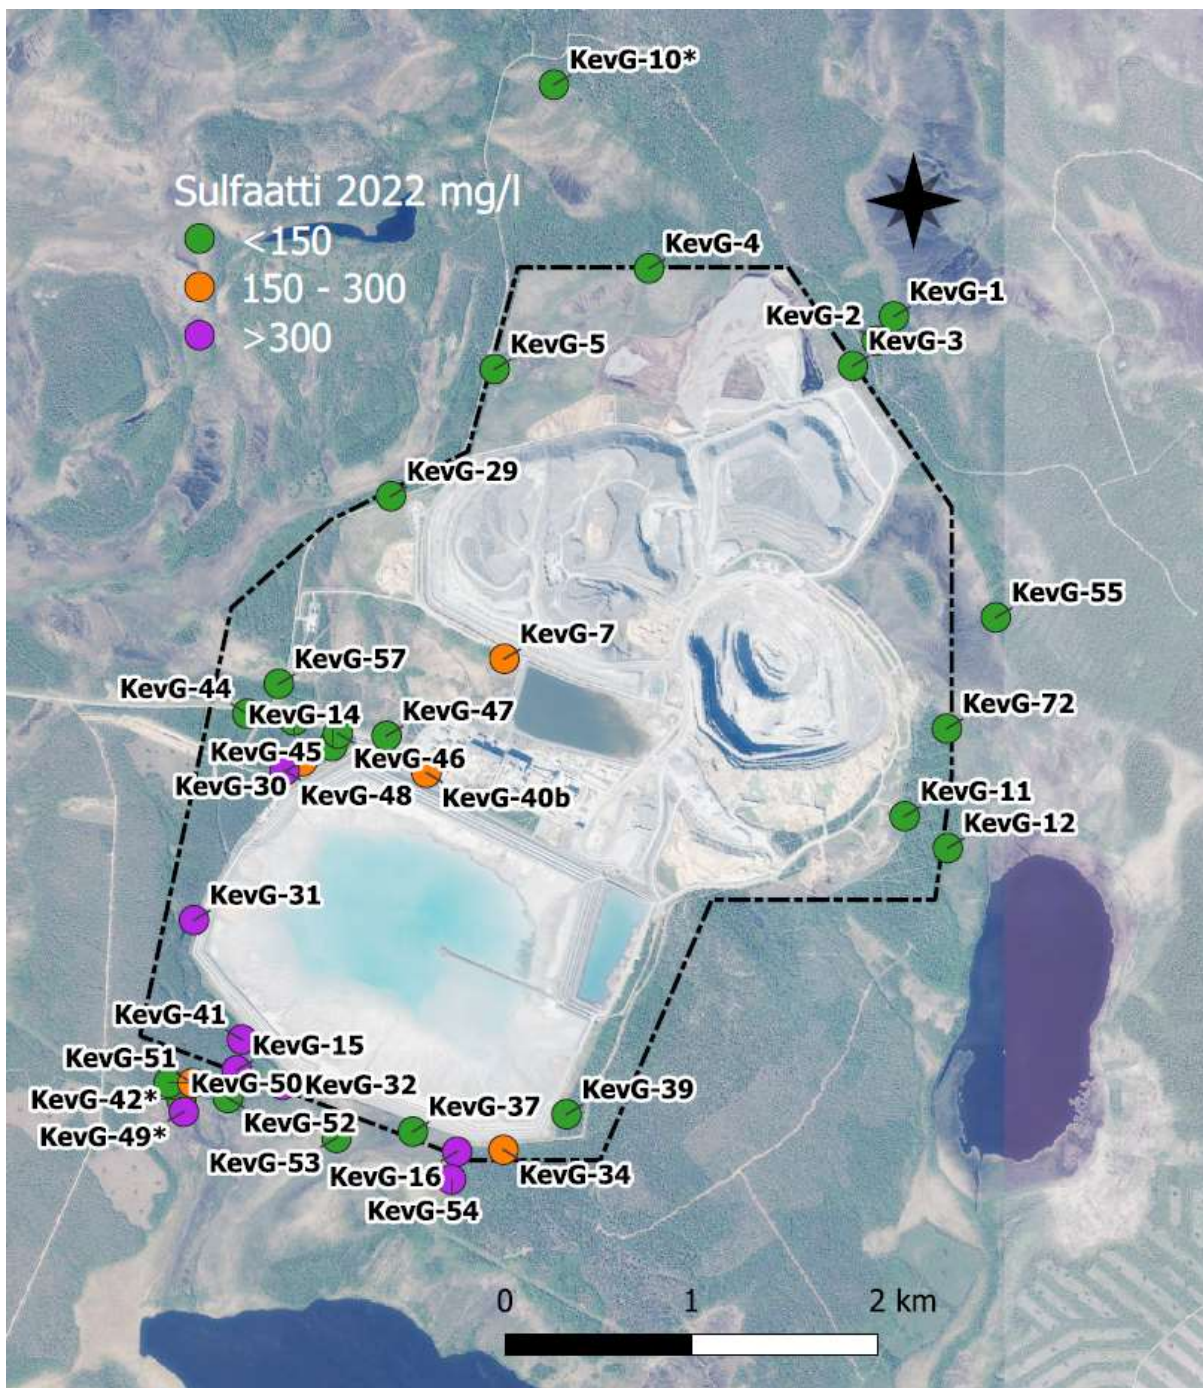 KevG-10*
Sulfaatti 2022 mg/l
<150
150 - 300
>300
KevG-4
KevG-1
KevG-2
KevG-3
KevG-5
KevG-29
KevG-55
KevG-7
KevG-57
KevG-44
KevG-14
KevG-47
KevG-72
KevG-45
KevG-46
KevG-30
KevG-48
KevG-40b
KevG-11
KevG-12
KevG-31
KevG-41
KevG-15
KevG-51
KevG-50
KevG-32
KevG-42*
KevG-39
KevG-52
KevG-37
KevG-49*
KevG-53
KevG-16
KevG-34
KevG-54
0 1 2 km